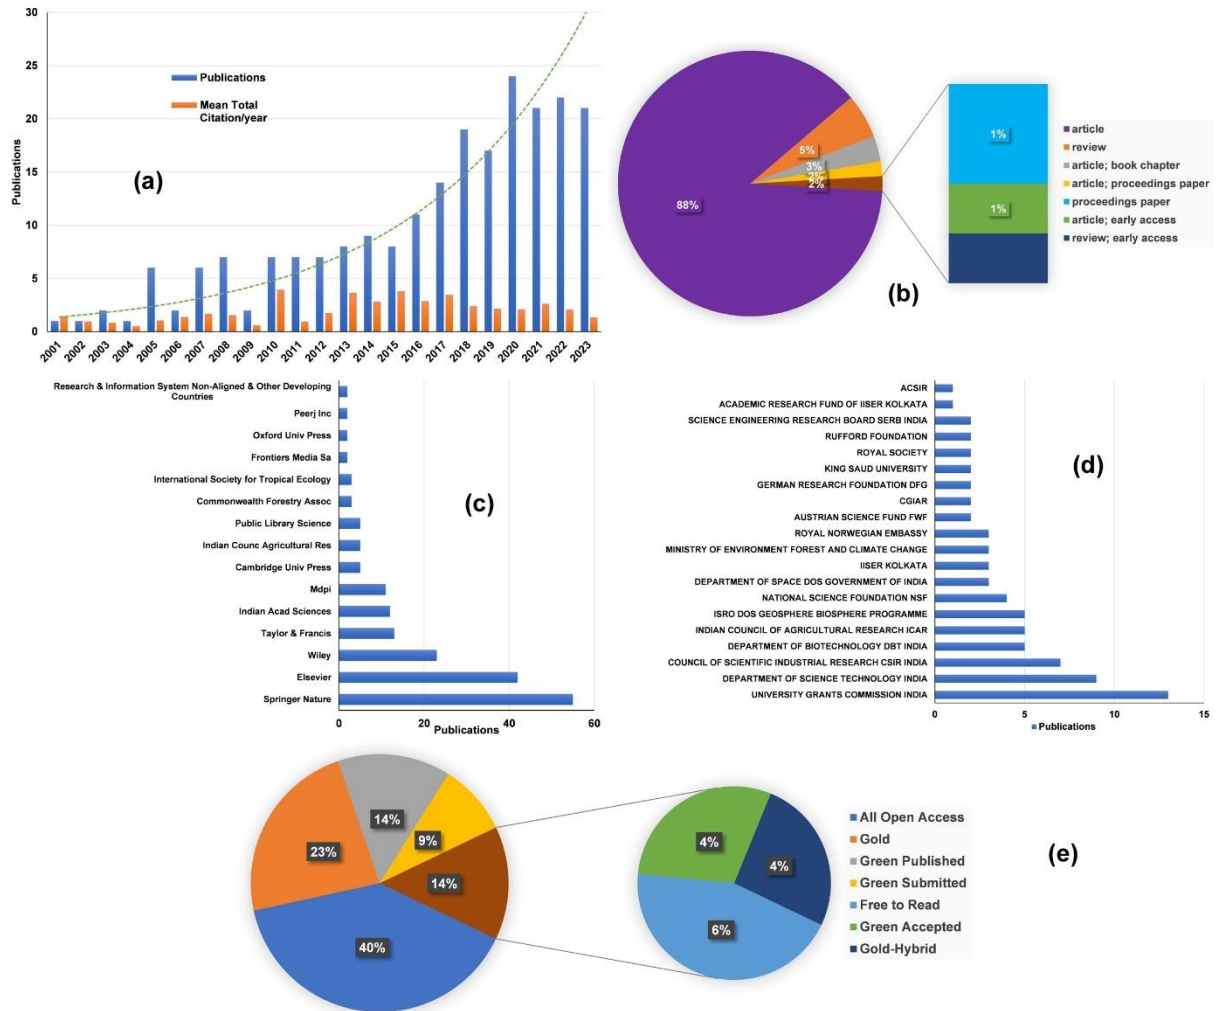 30
25
20
15
10
5
0
Publications
Publications
Mean Total
Citation/year
(a)
2001
2002
2003
2004
2005
2006
2007
2008
2009
2010
2011
2012
2013
2014
2015
2016
2017
2018
2019
2020
2021
2022
2023
5%
3%
2%
2%
88%
1%
1%
article
review
article; book chapter
article; proceedings paper
proceedings paper
article; early access
review; early access
(b)
Research & Information System Non-Aligned & Other Developing
Countries
Peerj Inc
Oxford Univ Press
Frontiers Media Sa
International Society for Tropical Ecology
Commonwealth Forestry Assoc
Public Library Science
Indian Counc Agricultural Res
Cambridge Univ Press
Mdpi
Indian Acad Sciences
Taylor & Francis
Wiley
Elsevier
Springer Nature
(c)
0
20
40
60
Publications
ACSIR
ACADEMIC RESEARCH FUND OF IISER KOLKATA
SCIENCE ENGINEERING RESEARCH BOARD SERB INDIA
RUFFORD FOUNDATION
ROYAL SOCIETY
KING SAUD UNIVERSITY
GERMAN RESEARCH FOUNDATION DFG
CGIAR
AUSTRIAN SCIENCE FUND FWF
ROYAL NORWEGIAN EMBASSY
MINISTRY OF ENVIRONMENT FOREST AND CLIMATE CHANGE
IISER KOLKATA
DEPARTMENT OF SPACE DOS GOVERNMENT OF INDIA
NATIONAL SCIENCE FOUNDATION NSF
ISRO DOS GEOSPHERE BIOSPHERE PROGRAMME
INDIAN COUNCIL OF AGRICULTURAL RESEARCH ICAR
DEPARTMENT OF BIOTECHNOLOGY DBT INDIA
COUNCIL OF SCIENTIFIC INDUSTRIAL RESEARCH CSIR INDIA
DEPARTMENT OF SCIENCE TECHNOLOGY INDIA
UNIVERSITY GRANTS COMMISSION INDIA
(d)
0
5
10
15
Publications
14%
9%
23%
14%
40%
4%
4%
6%
All Open Access
Gold
Green Published
Green Submitted
Free to Read
Green Accepted
Gold-Hybrid
(e)